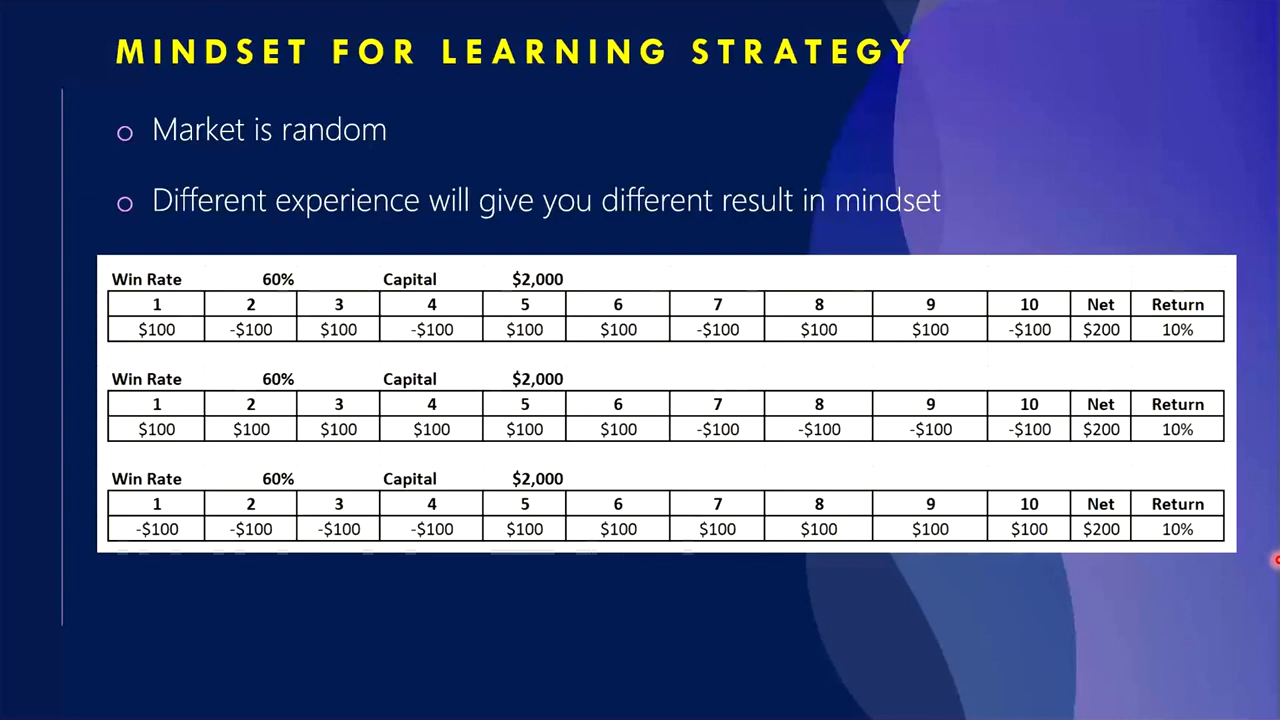 MINDSET FOR LEARNING STRATEGY
Market is random
Different experience will give you different result in mindset
Win Rate 60% Capital $2,000
1 2 3 4 5 6 7 8 9 10 Net Return
$100 -$100 $100 -$100 $100 $100 -$100 $100 $100 -$100 $200 10%
Win Rate 60% Capital $2,000
1 2 3 4 5 6 7 8 9 10 Net Return
$100 $100 $100 $100 $100 $100 -$100 -$100 -$100 -$100 $200 10%
Win Rate 60% Capital $2,000
1 2 3 4 5 6 7 8 9 10 Net Return
-$100 -$100 -$100 -$100 $100 $100 $100 $100 $100 $100 $200 10%